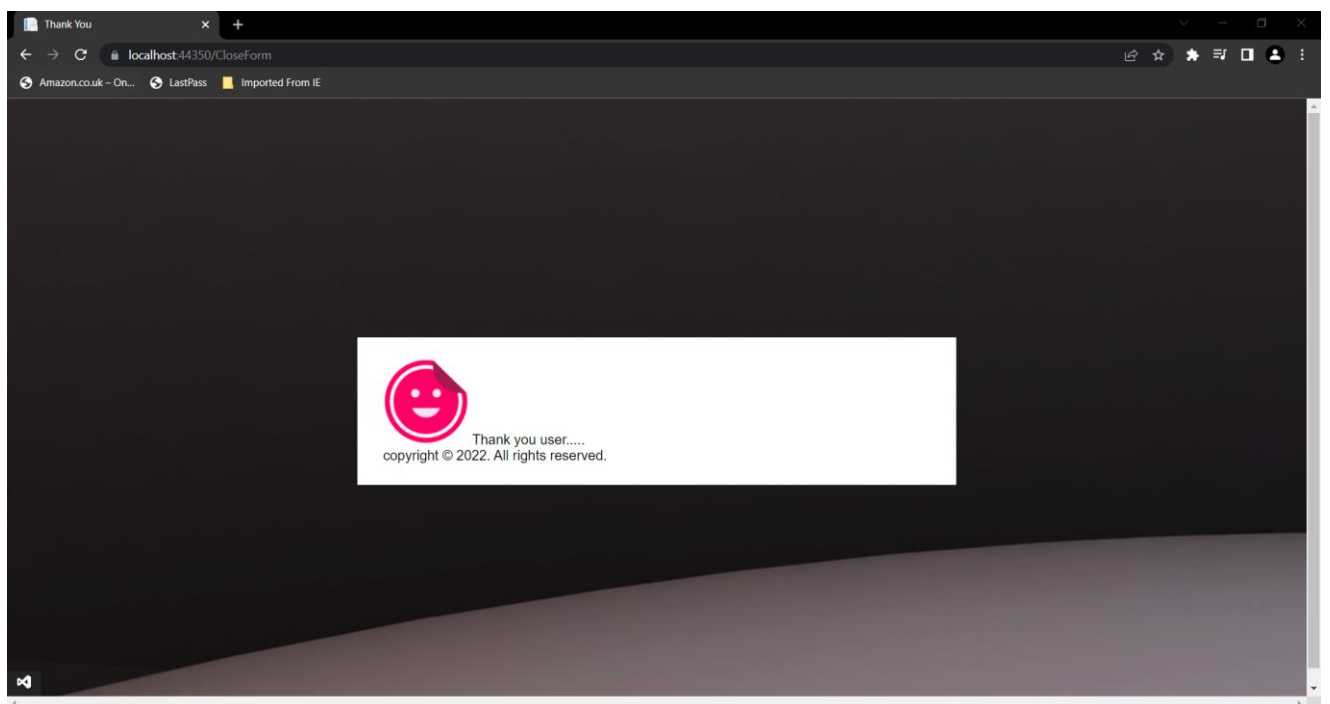 Thank You
localhost:44350/CloseForm
Amazon.co.uk – On... LastPass Imported From IE
Thank you user.....
copyright © 2022. All rights reserved.